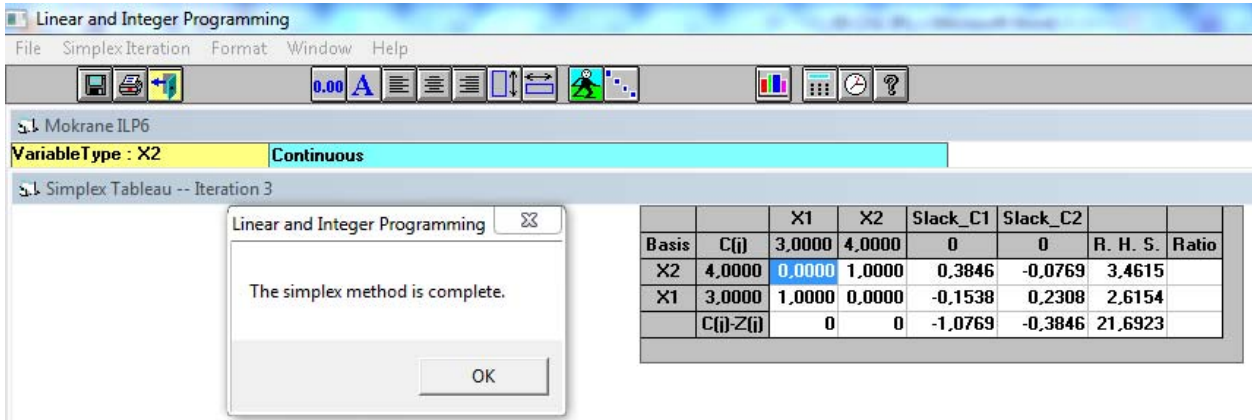 Linear and Integer Programming
File Simplex Iteration Format Window Help
0.00 A ?
Mokrane ILP6
VariableType : X2 Continuous
Simplex Tableau -- Iteration 3
Linear and Integer Programming
The simplex method is complete.
OK
X1 X2 Slack_C1 Slack_C2
Basis C(j) 3,0000 4,0000 0 0 R. H. S. Ratio
X2 4,0000 0,0000 1,0000 0,3846 -0,0769 3,4615
X1 3,0000 1,0000 0,0000 -0,1538 0,2308 2,6154
C(j)-Z(j) 0 0 -1,0769 -0,3846 21,6923